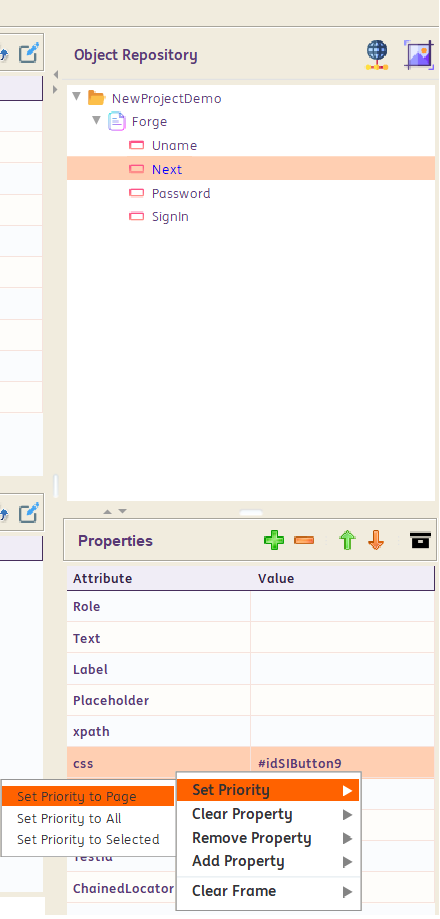 Object Repository
NewProjectDemo
Forge
Uname
Next
Password
SignIn
Properties
Attribute Value
Role
Text
Label
Placeholder
xpath
css #idSIButton9
Set Priority
Clear Property
Remove Property
Add Property
Clear Frame
Set Priority to Page
Set Priority to All
Set Priority to Selected
TestId
ChainedLocator